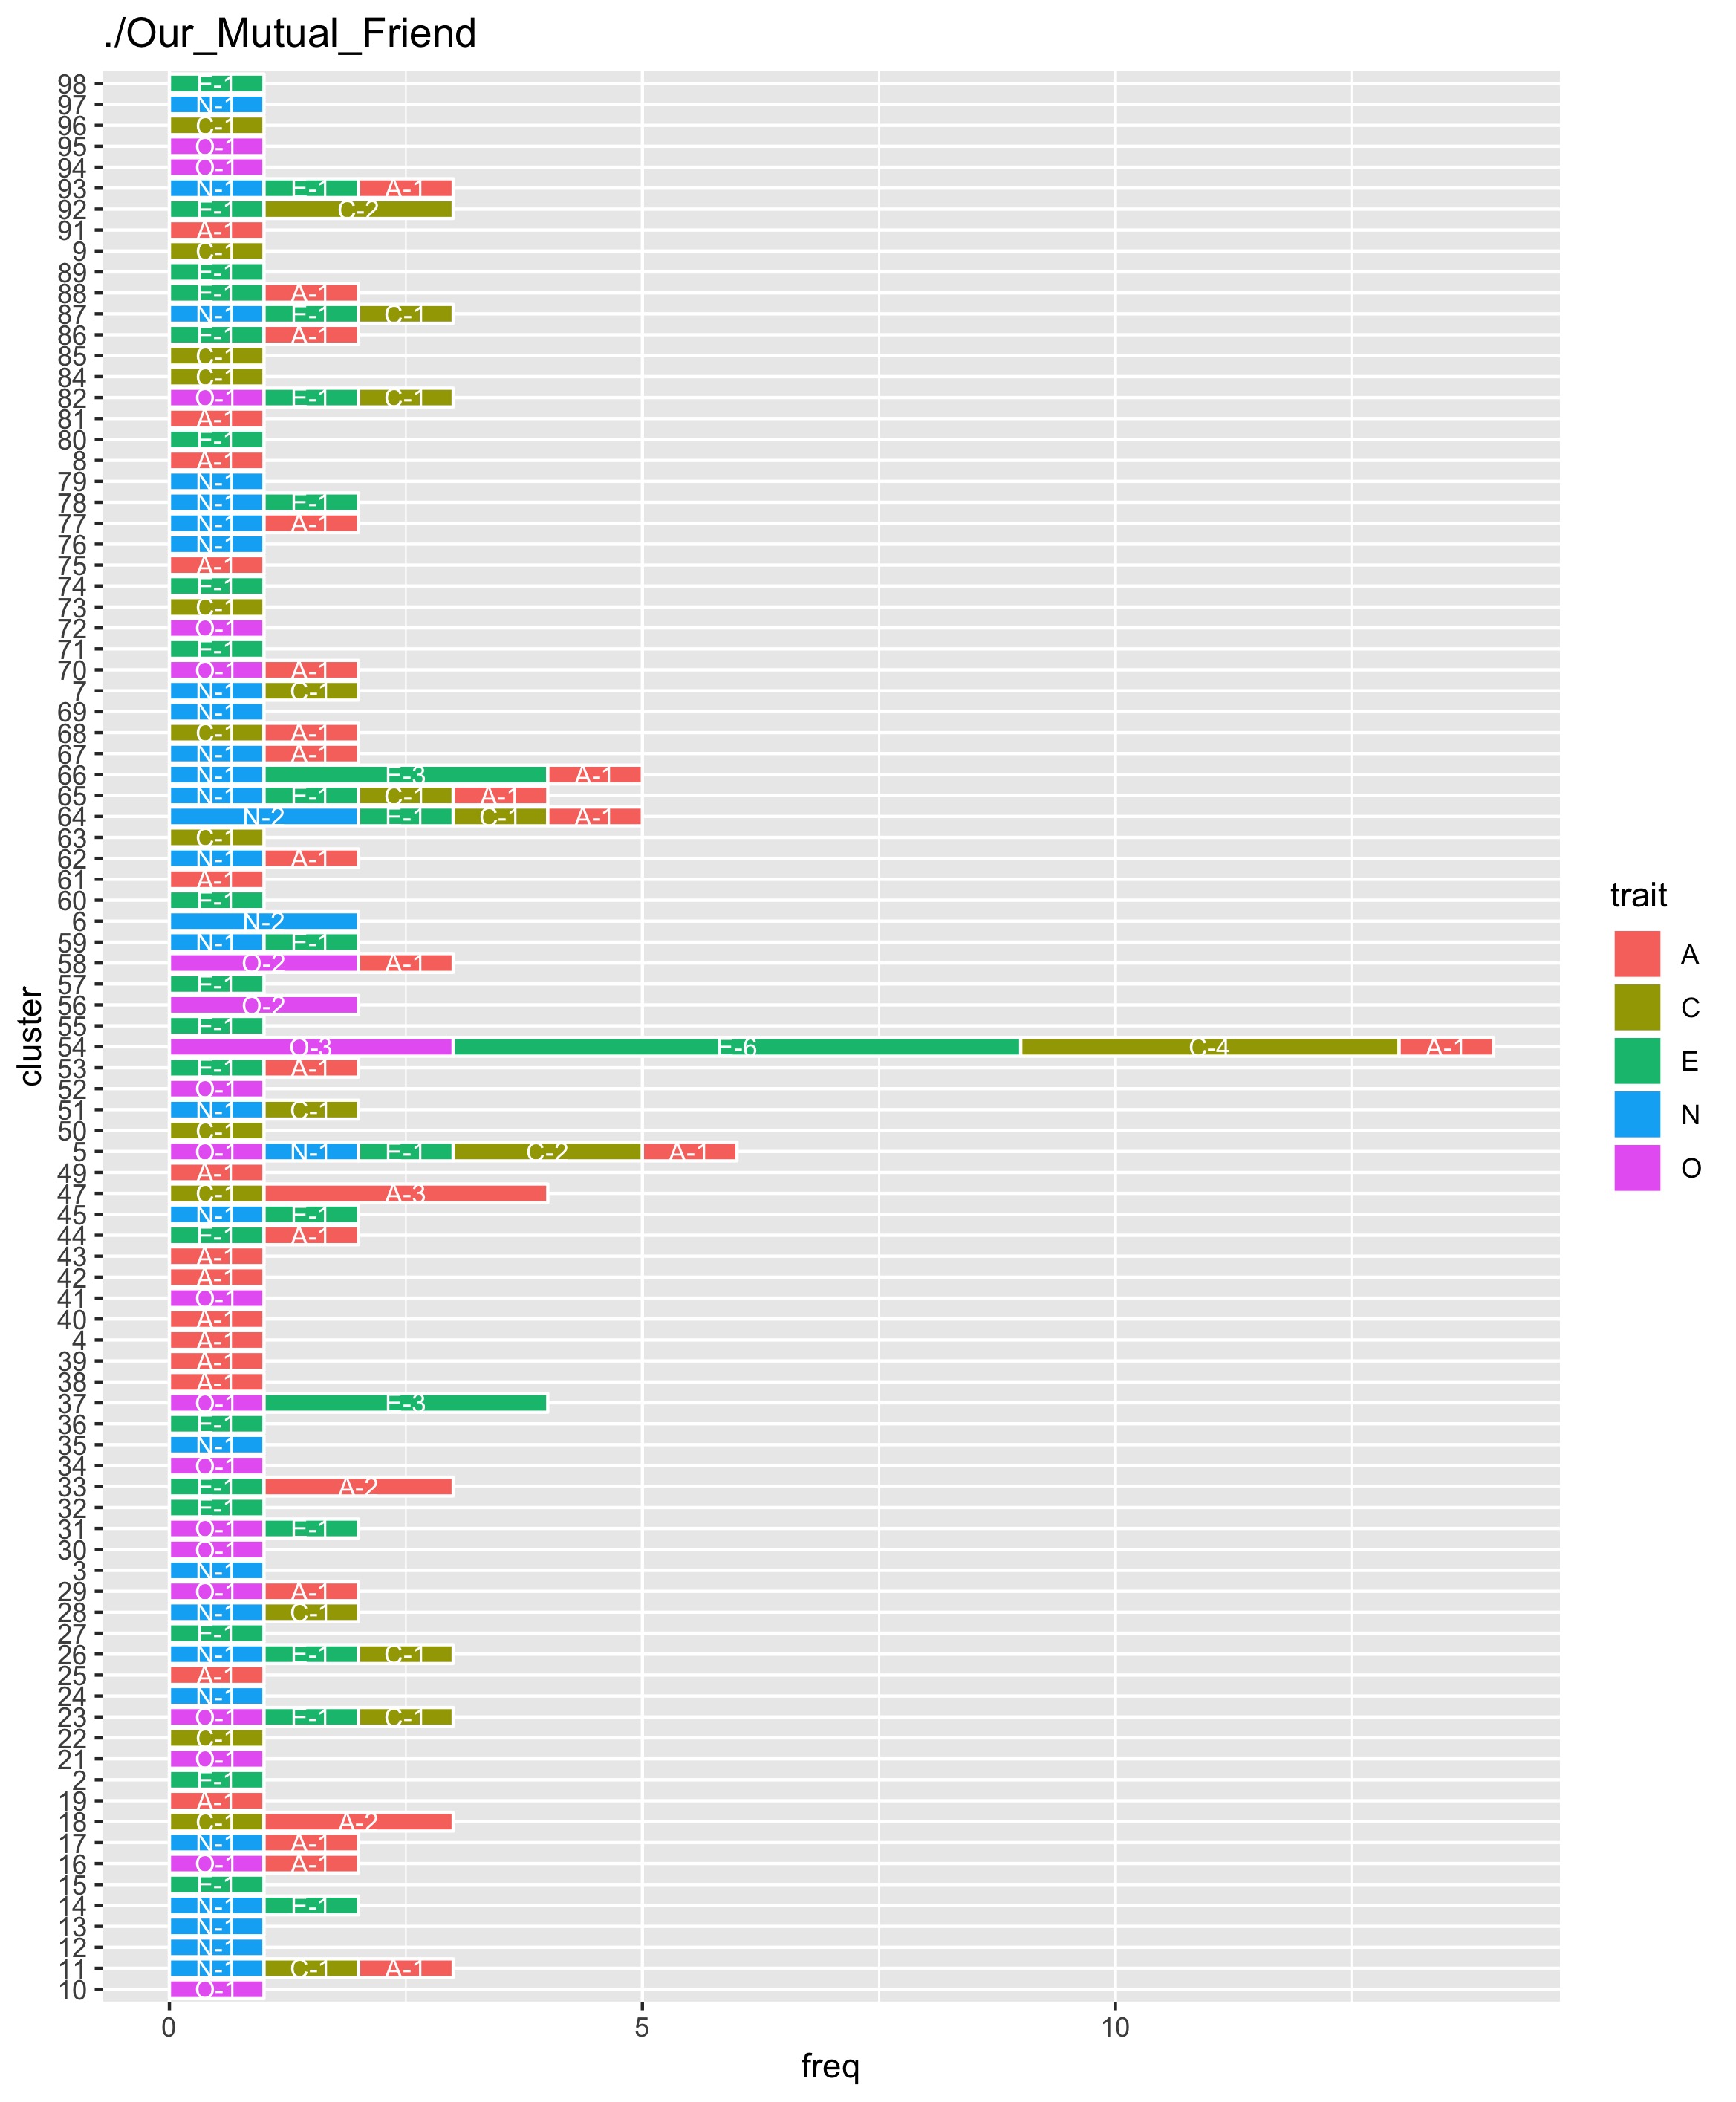 ./Our_Mutual_Friend
98 E-1
97 N-1
96 C-1
95 O-1
94 O-1
93 N-1 E-1 A-1
92 E-1 C-2
91 A-1
9 C-1
89 E-1
88 E-1 A-1
87 N-1 E-1 C-1
86 E-1 A-1
85 C-1
84 C-1
82 O-1 E-1 C-1
81 A-1
80 E-1
8 A-1
79 N-1
78 N-1 E-1
77 N-1 A-1
76 N-1
75 A-1
74 E-1
73 C-1
72 O-1
71 E-1
70 O-1 A-1
7 N-1 C-1
69 N-1
68 C-1 A-1
67 N-1 A-1
66 N-1 E-3 A-1
65 N-1 E-1 C-1 A-1
64 N-2 E-1 C-1 A-1
63 C-1
62 N-1 A-1
61 A-1
60 E-1
6 N-2
59 N-1 E-1
58 O-2 A-1
57 E-1
56 O-2
55 E-1
54 O-3 E-6 C-4 A-1
53 E-1 A-1
52 O-1
51 N-1 C-1
50 C-1
5 O-1 N-1 E-1 C-2 A-1
49 A-1
47 C-1 A-3
45 N-1 E-1
44 E-1 A-1
43 A-1
42 A-1
41 O-1
40 A-1
4 A-1
39 A-1
38 A-1
37 O-1 E-3
36 E-1
35 N-1
34 O-1
33 E-1 A-2
32 E-1
31 O-1 E-1
30 O-1
3 N-1
29 O-1 A-1
28 N-1 C-1
27 E-1
26 N-1 E-1 C-1
25 A-1
24 N-1
23 O-1 E-1 C-1
22 C-1
21 O-1
2 E-1
19 A-1
18 C-1 A-2
17 N-1 A-1
16 O-1 A-1
15 E-1
14 N-1 E-1
13 N-1
12 N-1
11 N-1 C-1 A-1
10 O-1
0 5 10
freq
cluster
trait
A
C
E
N
O